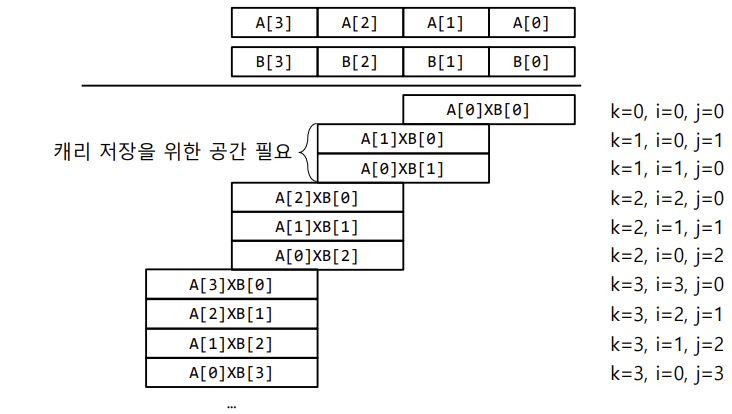 A[3] A[2] A[1] A[0]
B[3] B[2] B[1] B[0]
A[0]XB[0] k=0, i=0, j=0
A[1]XB[0] k=1, i=0, j=1
캐리 저장을 위한 공간 필요
A[0]XB[1] k=1, i=1, j=0
A[2]XB[0] k=2, i=2, j=0
A[1]XB[1] k=2, i=1, j=1
A[0]XB[2] k=2, i=0, j=2
A[3]XB[0] k=3, i=3, j=0
A[2]XB[1] k=3, i=2, j=1
A[1]XB[2] k=3, i=1, j=2
A[0]XB[3] k=3, i=0, j=3
…